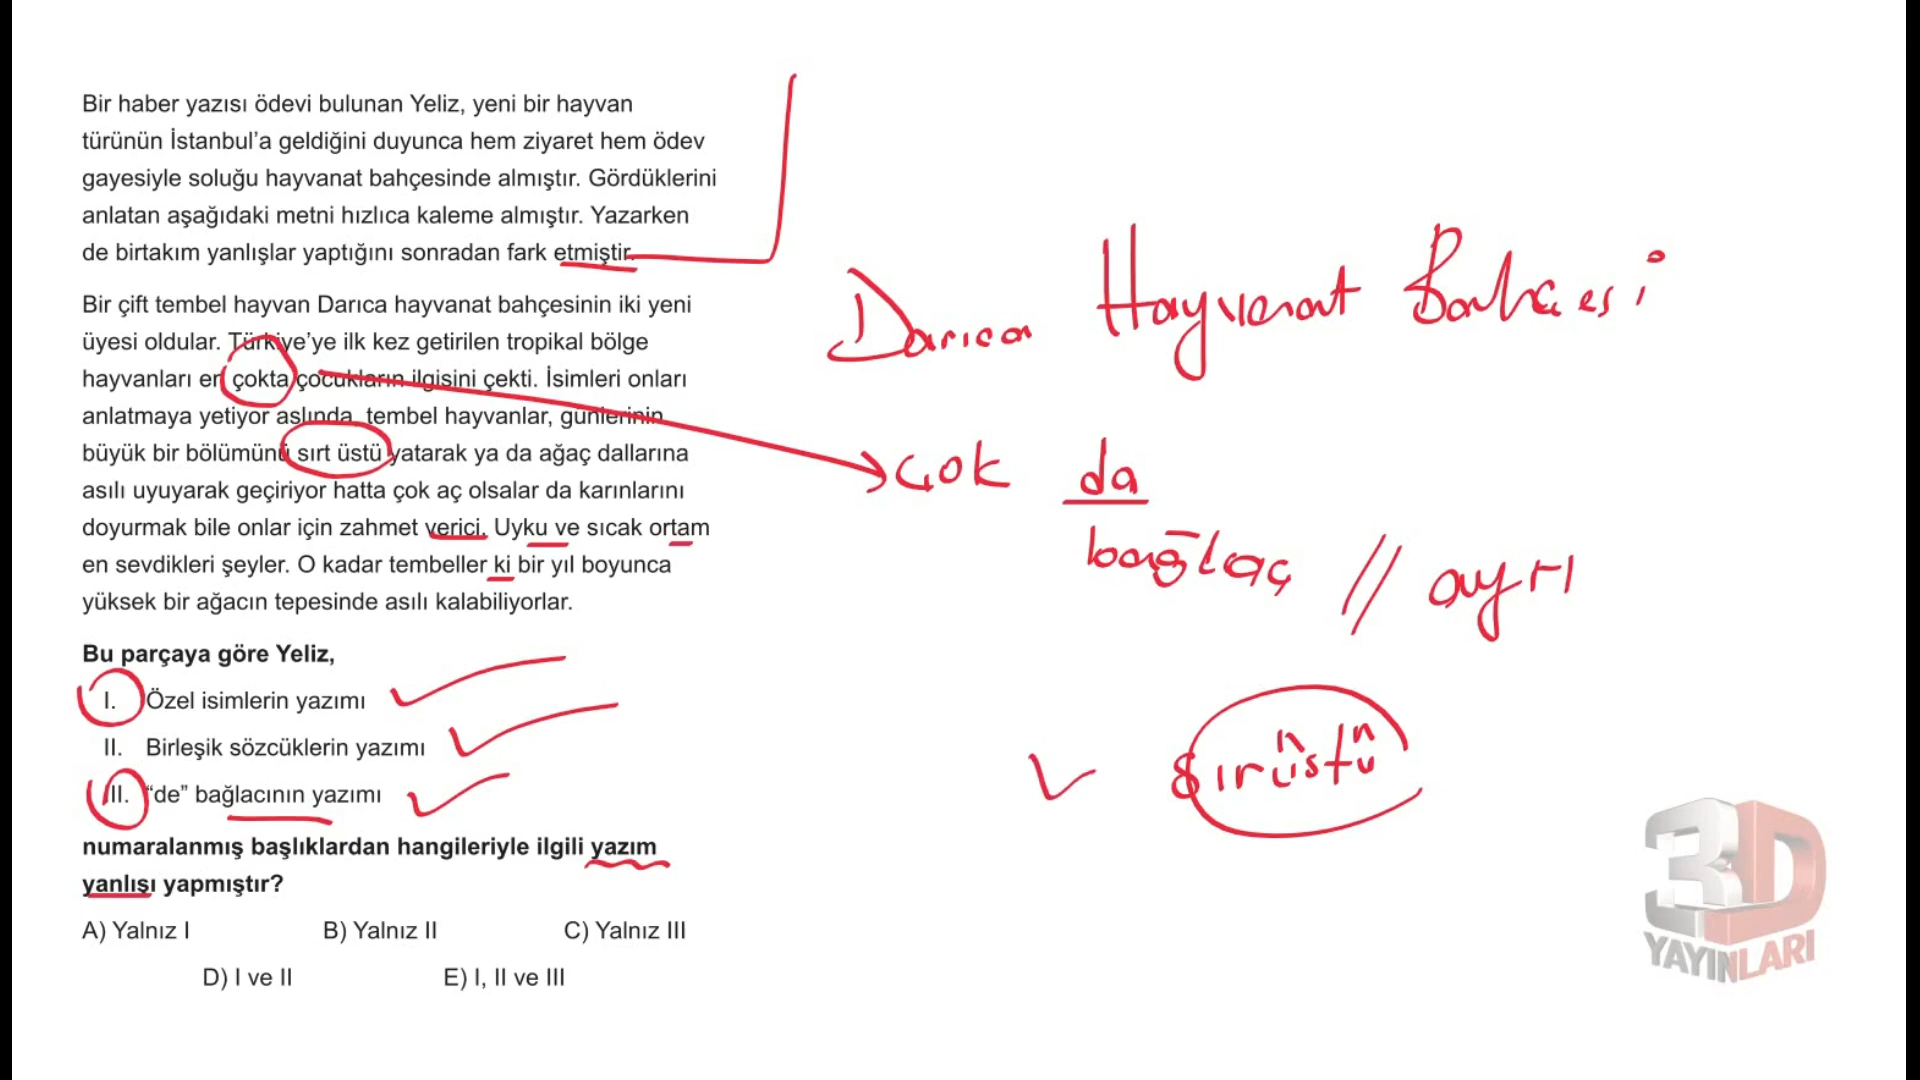 Bir haber yazısı ödevi bulunan Yeliz, yeni bir hayvan
türünün İstanbul’a geldiğini duyunca hem ziyaret hem ödev
gayesiyle soluğu hayvanat bahçesinde almıştır. Gördüklerini
anlatan aşağıdaki metni hızlıca kaleme almıştır. Yazarken
de birtakım yanlışlar yaptığını sonradan fark etmiştir.
Bir çift tembel hayvan Darıca hayvanat bahçesinin iki yeni
üyesi oldular. Türkiye’ye ilk kez getirilen tropikal bölge
hayvanları en çokta çocukların ilgisini çekti. İsimleri onları
anlatmaya yetiyor aslında, tembel hayvanlar, günlerinin
büyük bir bölümünü sırt üstü yatarak ya da ağaç dallarına
asılı uyuyarak geçiriyor hatta çok aç olsalar da karınlarını
doyurmak bile onlar için zahmet verici. Uyku ve sıcak ortam
en sevdikleri şeyler. O kadar tembeller ki bir yıl boyunca
yüksek bir ağacın tepesinde asılı kalabiliyorlar.
Bu parçaya göre Yeliz,
I. Özel isimlerin yazımı
II. Birleşik sözcüklerin yazımı
III. “de” bağlacının yazımı
numaralanmış başlıklardan hangileriyle ilgili yazım
yanlışı yapmıştır?
A) Yalnız I B) Yalnız II C) Yalnız III
D) I ve II E) I, II ve III
Darıca Hayvanat Bahçesi
çok da
bağlaç // ayrı
3D
YAYINLARI